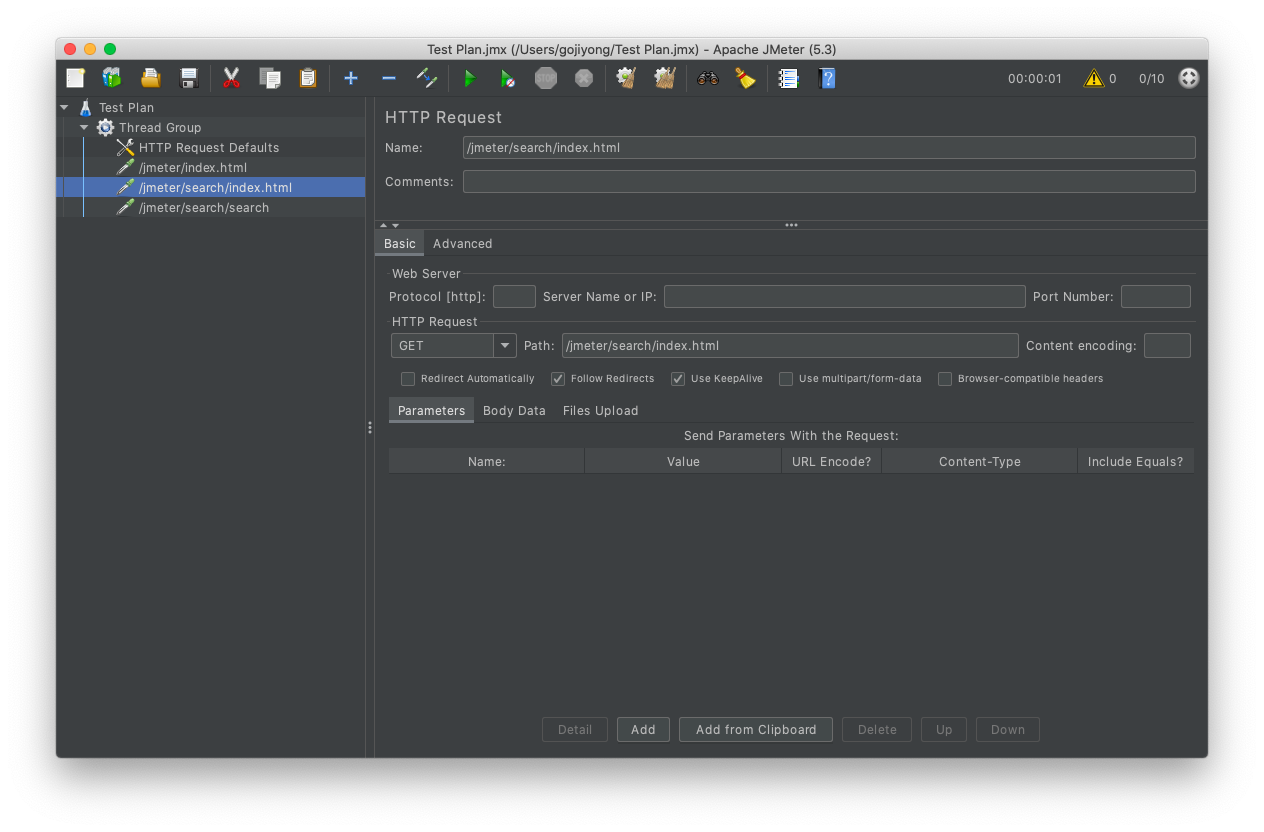 Test Plan.jmx (/Users/gojiyong/Test Plan.jmx) - Apache JMeter (5.3)
STOP
00:00:01 0 0/10
Test Plan
Thread Group
HTTP Request Defaults
/jmeter/index.html
/jmeter/search/index.html
/jmeter/search/search
HTTP Request
Name: /jmeter/search/index.html
Comments:
Basic Advanced
Web Server
Protocol [http]: Server Name or IP: Port Number:
HTTP Request
GET Path: /jmeter/search/index.html Content encoding:
Redirect Automatically Follow Redirects Use KeepAlive Use multipart/form-data Browser-compatible headers
Parameters Body Data Files Upload
Send Parameters With the Request:
Name: Value URL Encode? Content-Type Include Equals?
Detail Add Add from Clipboard Delete Up Down